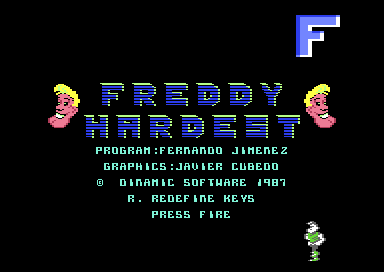 F
FREDDY
HARDEST
PROGRAM:FERNANDO JIMENEZ
GRAPHICS:JAVIER CUBEDO
© DINAMIC SOFTWARE 1987
R. REDEFINE KEYS
PRESS FIRE